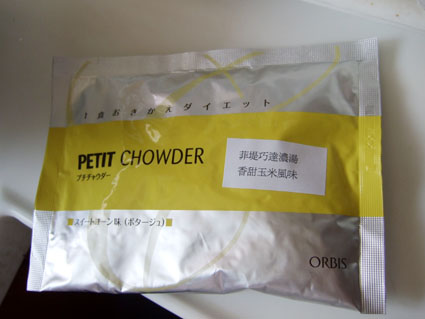 1食おきかえダイエット
PETIT CHOWDER
プチチャウダー
菲堤巧達濃湯
香甜玉米風味
■スイートコーン味(ポタージュ)■
ORBIS